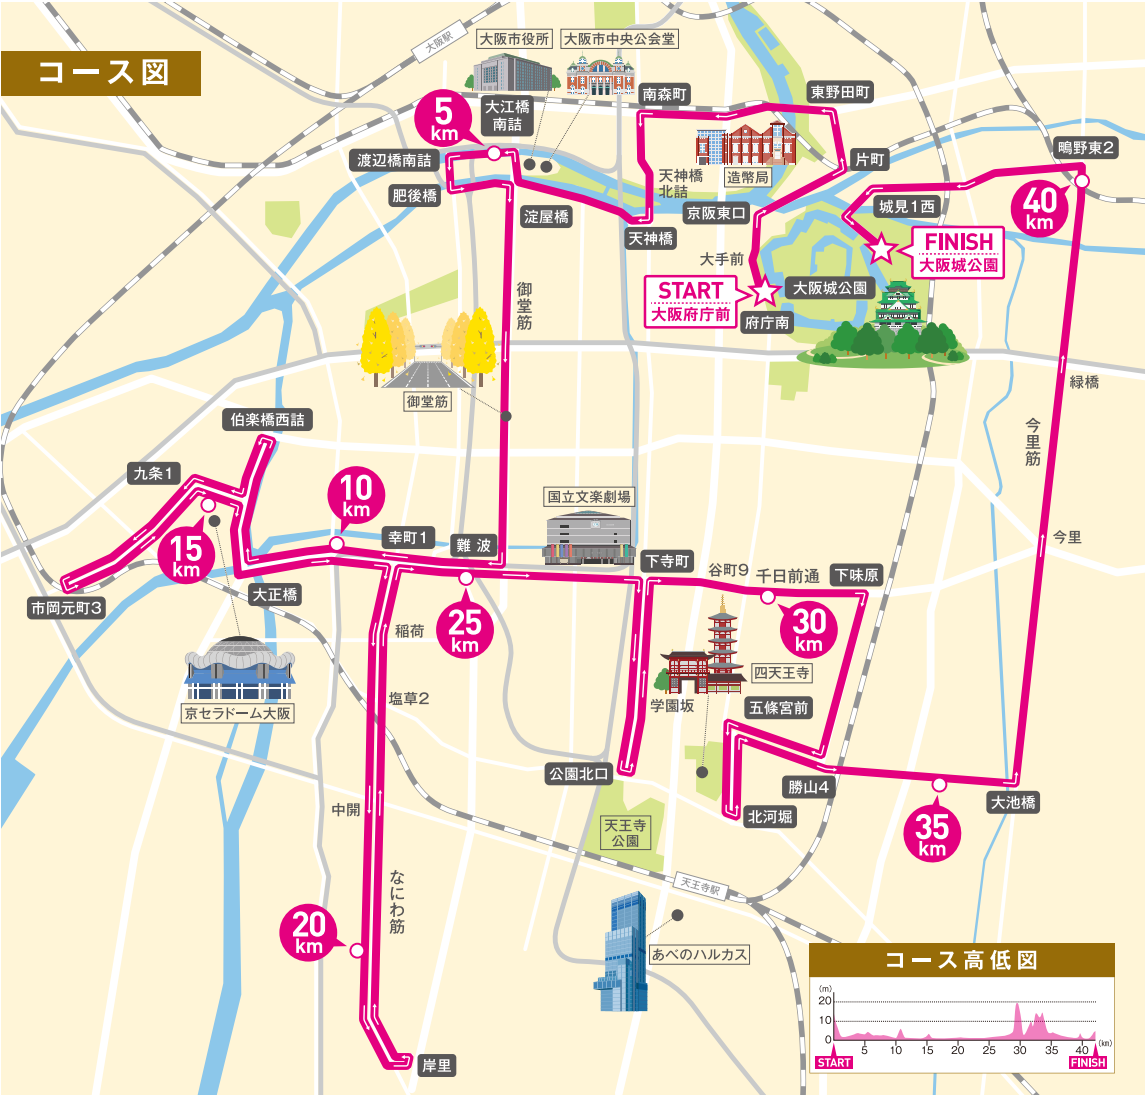 コース図
大阪駅
大阪市役所
大阪市中央公会堂
5
km
大江橋
南詰
南森町
東野田町
渡辺橋南詰
肥後橋
淀屋橋
天神橋
北詰
天神橋
造幣局
京阪東口
片町
鴫野東2
城見1西
40
km
FINISH
大阪城公園
大手前
START
大阪府庁前
大阪城公園
府庁南
御堂筋
御堂筋
緑橋
今里筋
今里
伯楽橋西詰
九条1
10
km
15
km
幸町1
難波
国立文楽劇場
下寺町
谷町9
千日前通
下味原
市岡元町3
大正橋
稲荷
25
km
30
km
京セラドーム大阪
塩草2
学園坂
四天王寺
五條宮前
公園北口
勝山4
北河堀
大池橋
35
km
中開
天王寺
公園
天王寺駅
なにわ筋
20
km
あべのハルカス
岸里
コース高低図
(m)
20
10
0
5
10
15
20
25
30
35
40
(km)
START
FINISH